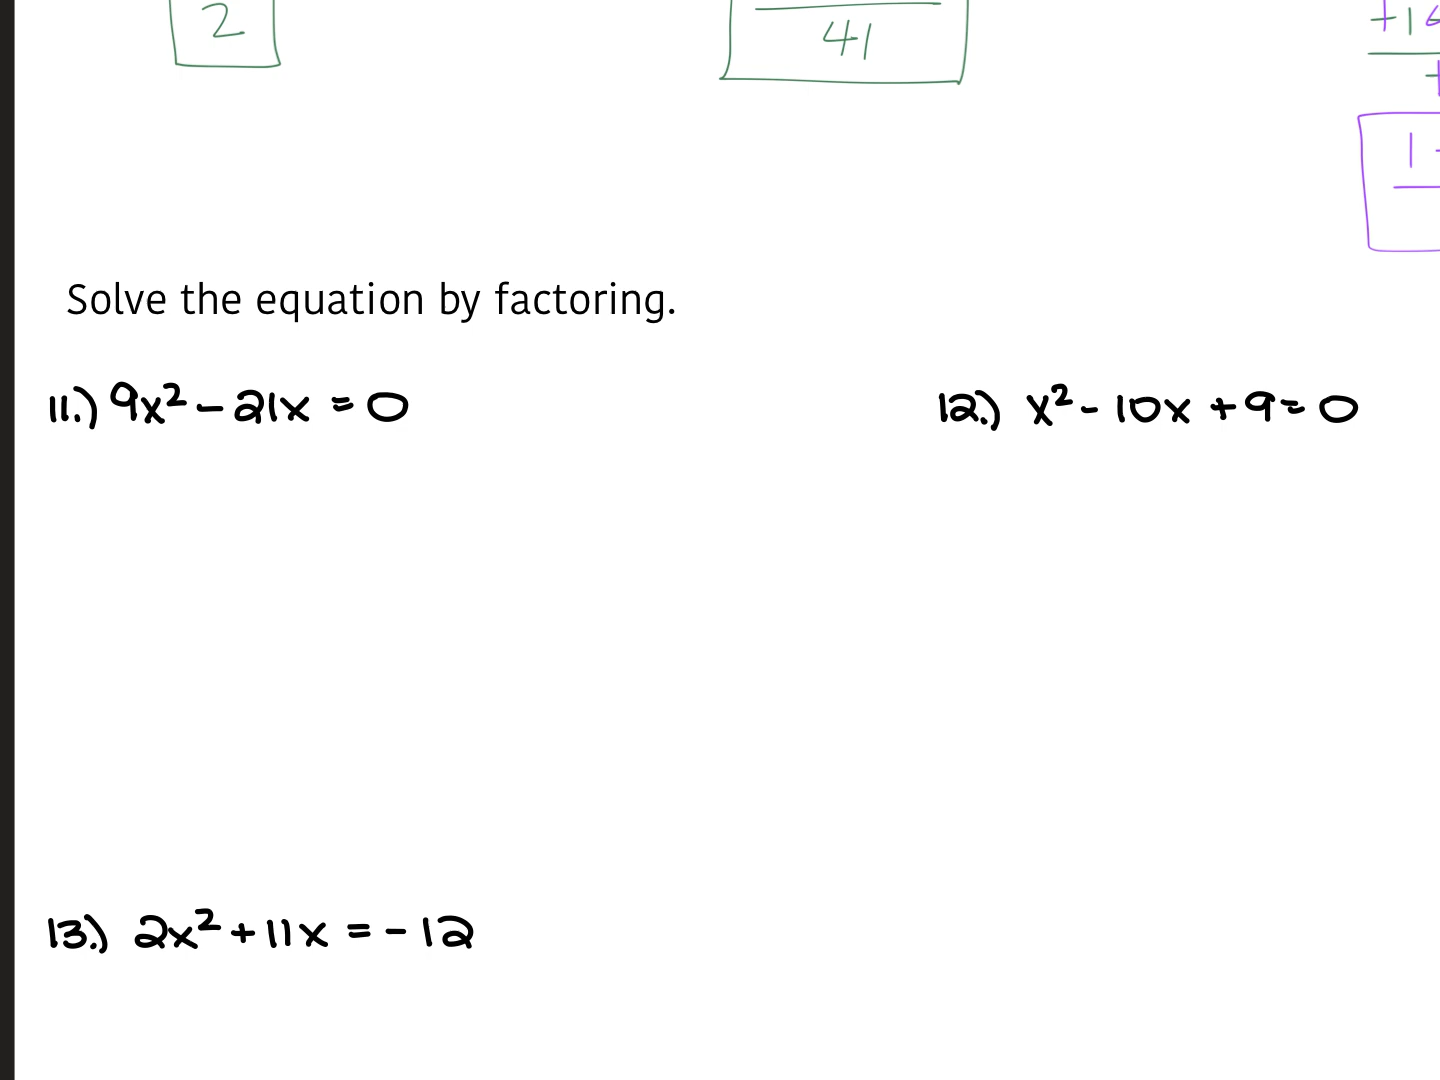 2
41
Solve the equation by factoring.
11.) 9x² - 21x = 0
12.) x² - 10x + 9 = 0
13.) 2x² + 11x = - 12